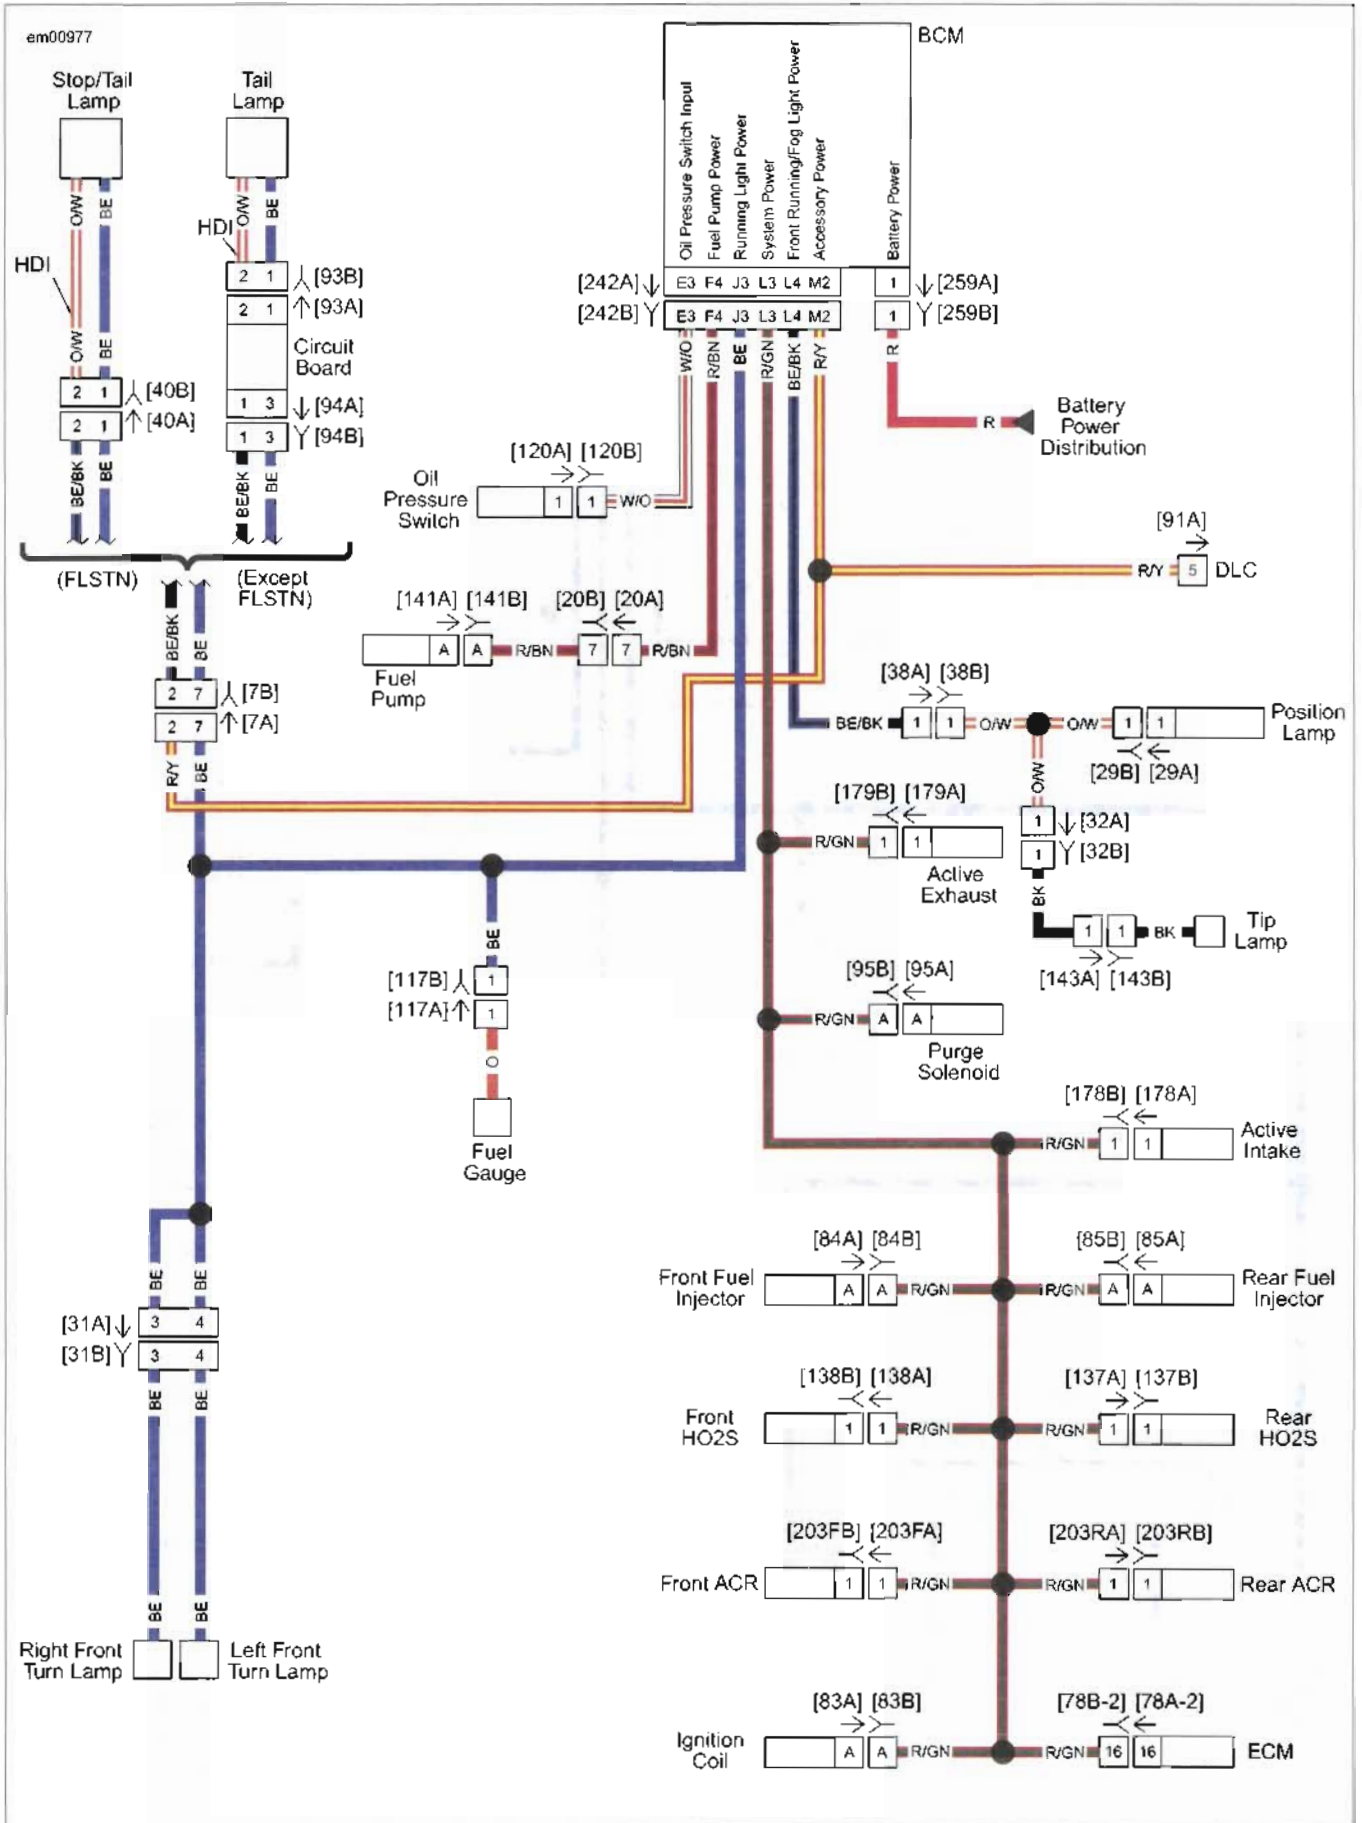 em00977
BCM
Stop/Tail
Lamp
Tail
Lamp
Oil Pressure Switch Input
Fuel Pump Power
Running Light Power
System Power
Front Running/Fog Light Power
Accessory Power
Battery Power
O/W
BE
O/W
BE
HDI
HDI
2 1 [93B]
2 1 [93A]
[242A] E3 F4 J3 L3 L4 M2
1 [259A]
[242B] E3 F4 J3 L3 L4 M2
1 [259B]
O/W
BE
Circuit
Board
W/O
R/BN
BE
R/GN
BE/BK
R/Y
R
2 1 [40B]
2 1 [40A]
1 3 [94A]
1 3 [94B]
R
Battery
Power
Distribution
BE/BK
BE
BE/BK
BE
[120A] [120B]
Oil
Pressure
Switch
1 1 W/O
[91A]
R/Y 5 DLC
(FLSTN)
(Except
FLSTN)
[141A] [141B] [20B] [20A]
A A R/BN 7 7 R/BN
Fuel
Pump
BE/BK
BE
2 7 [7B]
2 7 [7A]
R/Y
BE
[38A] [38B]
BE/BK 1 1 O/W O/W 1 1
Position
Lamp
[29B] [29A]
O/W
[179B] [179A]
R/GN 1 1
Active
Exhaust
1 [32A]
1 [32B]
BK
1 1 BK
Tip
Lamp
[143A] [143B]
BE
[117B] 1
[117A] 1
O
Fuel
Gauge
[95B] [95A]
R/GN A A
Purge
Solenoid
[178B] [178A]
R/GN 1 1
Active
Intake
[84A] [84B]
[85B] [85A]
Front Fuel
Injector
A A R/GN
R/GN A A
Rear Fuel
Injector
BE
BE
[31A] 3 4
[31B] 3 4
BE
BE
[138B] [138A]
[137A] [137B]
Front
HO2S
1 1 R/GN
R/GN 1 1
Rear
HO2S
[203FB] [203FA]
[203RA] [203RB]
Front ACR 1 1 R/GN
R/GN 1 1 Rear ACR
BE
BE
Right Front
Turn Lamp
Left Front
Turn Lamp
[83A] [83B]
[78B-2] [78A-2]
Ignition
Coil
A A R/GN
R/GN 16 16 ECM